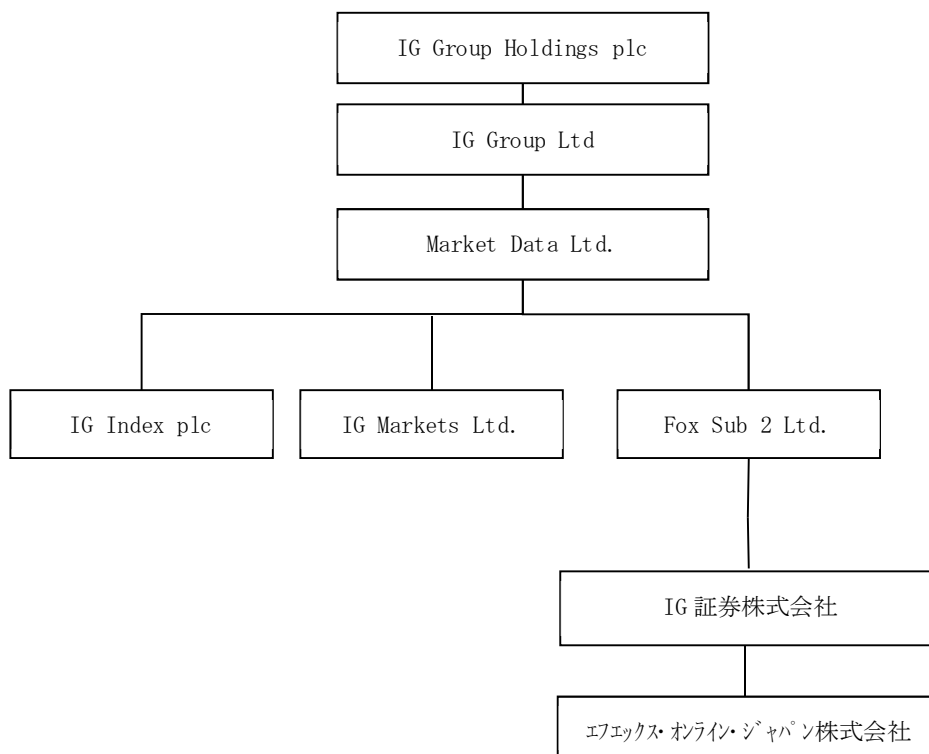 IG Group Holdings plc
IG Group Ltd
Market Data Ltd.
IG Index plc
IG Markets Ltd.
Fox Sub 2 Ltd.
IG 証券株式会社
ｴﾌｴｯｸｽ・ｵﾝﾗｲﾝ・ｼﾞｬﾊﾟﾝ株式会社